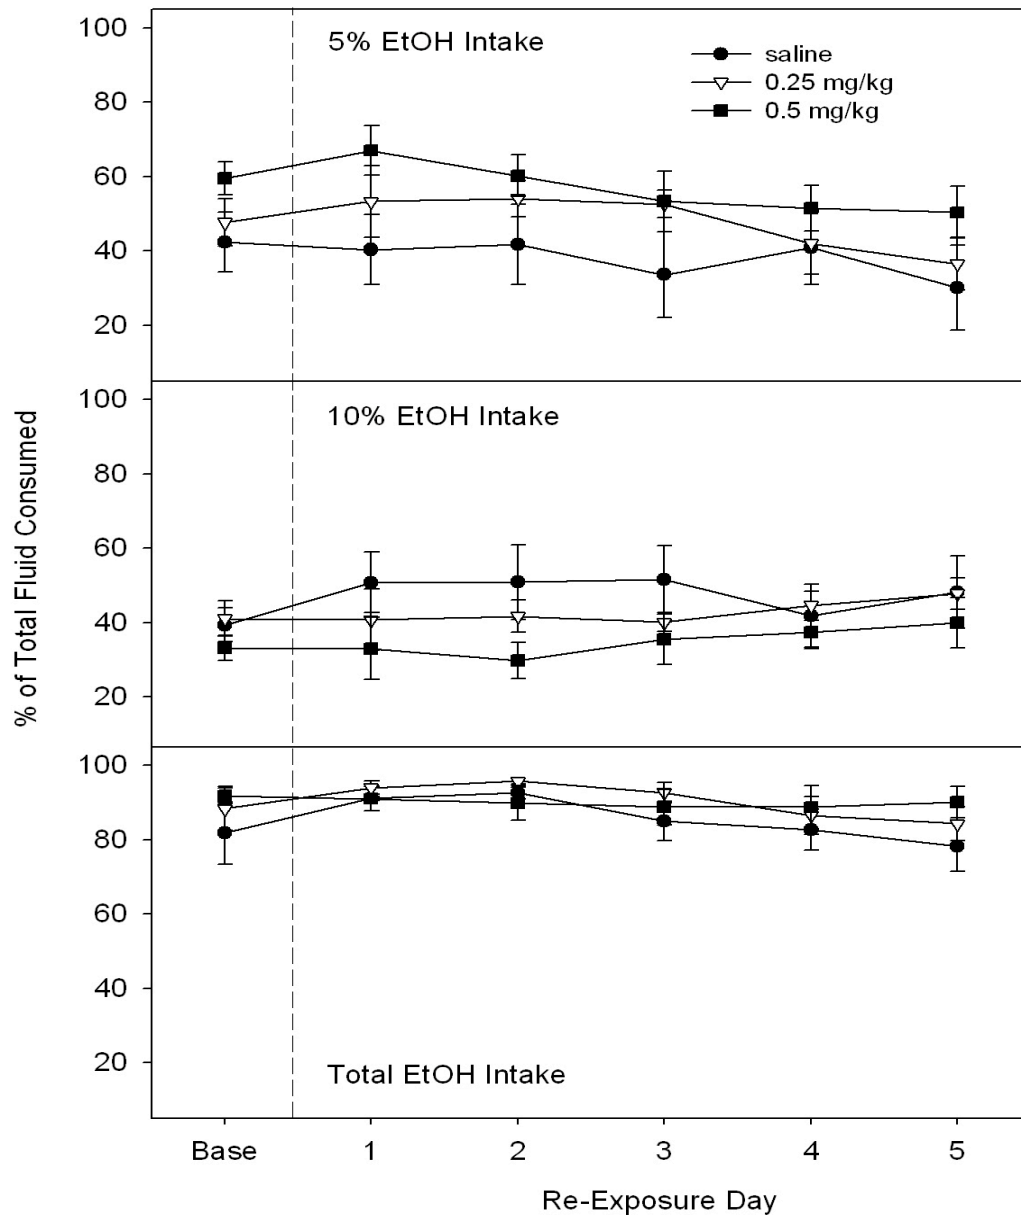 100
80
60
40
20
5% EtOH Intake
saline
0.25 mg/kg
0.5 mg/kg
100
80
60
40
20
10% EtOH Intake
100
80
60
40
20
Total EtOH Intake
% of Total Fluid Consumed
Base 1 2 3 4 5
Re-Exposure Day